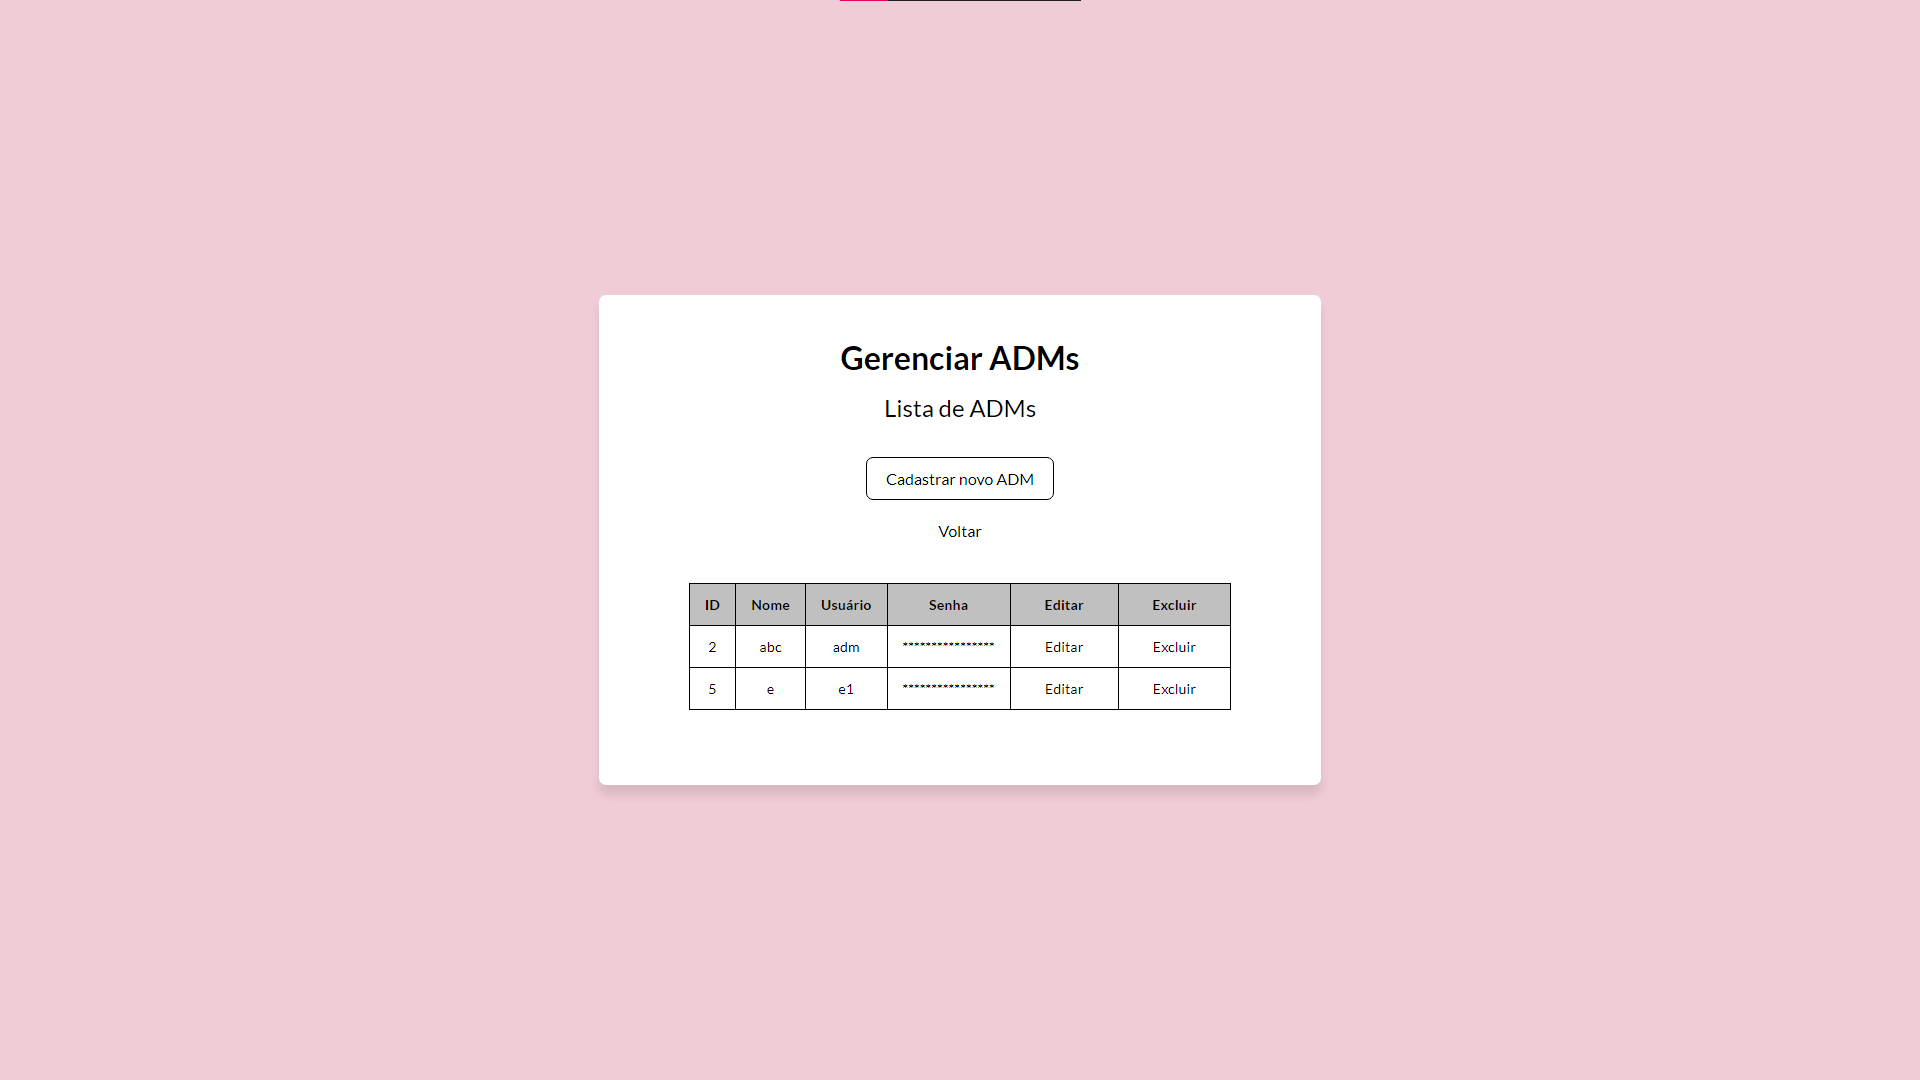 Gerenciar ADMs
Lista de ADMs
Cadastrar novo ADM
Voltar
ID Nome Usuário Senha Editar Excluir
2 abc adm **************** Editar Excluir
5 e e1 **************** Editar Excluir